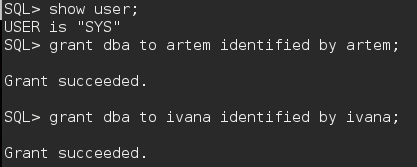 SQL> show user;
USER is "SYS"
SQL> grant dba to artem identified by artem;
Grant succeeded.
SQL> grant dba to ivana identified by ivana;
Grant succeeded.